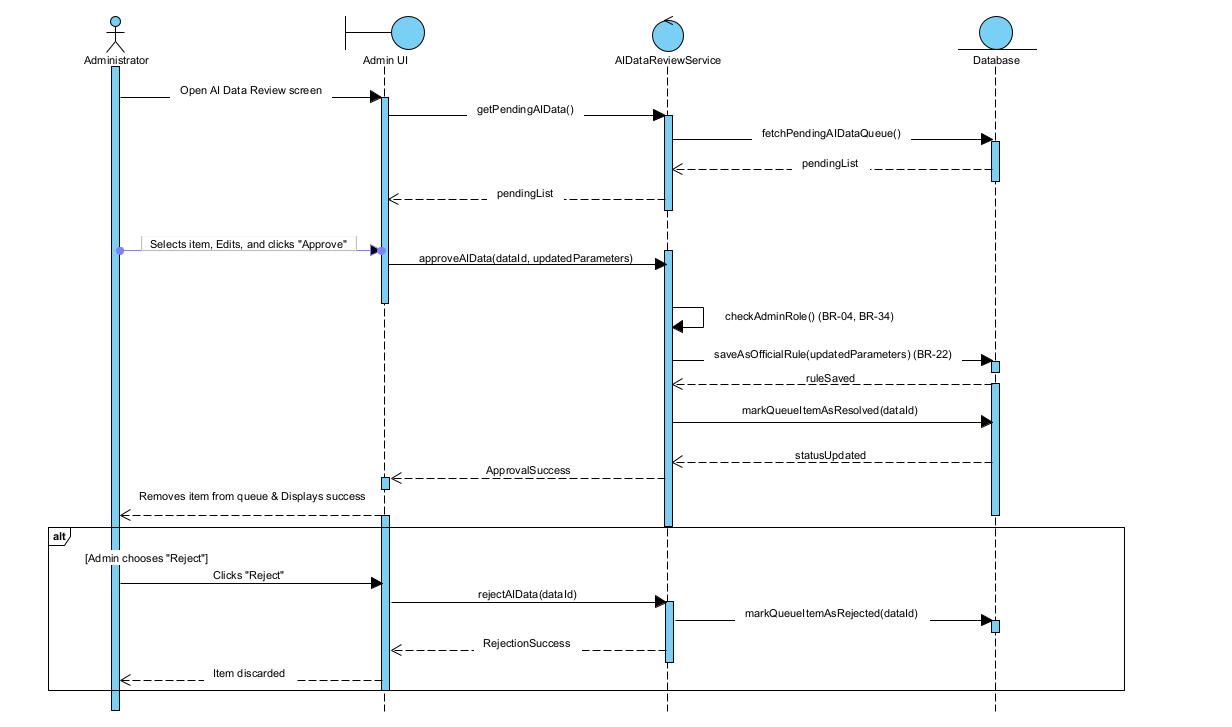 Administrator
Admin UI
AIDataReviewService
Database
Open AI Data Review screen
getPendingAIData()
fetchPendingAIDataQueue()
pendingList
pendingList
Selects item, Edits, and clicks "Approve"
approveAIData(dataId, updatedParameters)
checkAdminRole() (BR-04, BR-34)
saveAsOfficialRule(updatedParameters) (BR-22)
ruleSaved
markQueueItemAsResolved(dataId)
statusUpdated
ApprovalSuccess
Removes item from queue & Displays success
alt
[Admin chooses "Reject"]
Clicks "Reject"
rejectAIData(dataId)
markQueueItemAsRejected(dataId)
RejectionSuccess
Item discarded